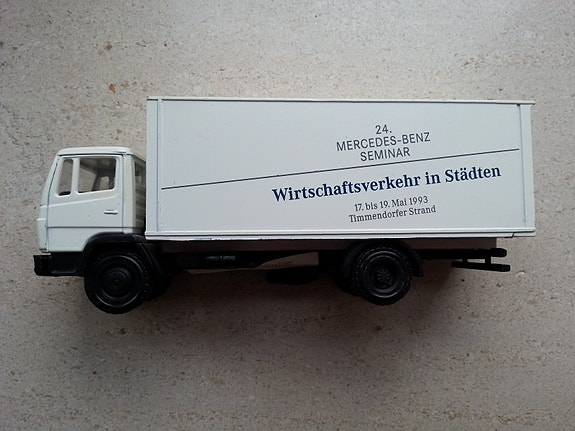 24.
MERCEDES-BENZ
SEMINAR
Wirtschaftsverkehr in Städten
17. bis 19. Mai 1993
Timmendorfer Strand